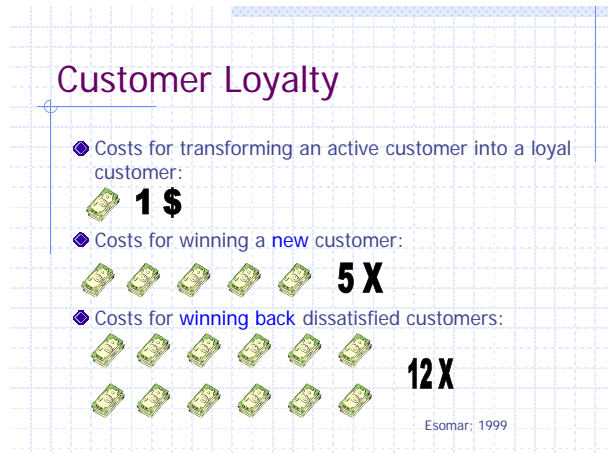 Customer Loyalty
Costs for transforming an active customer into a loyal
customer:
1 $
Costs for winning a new customer:
5 X
Costs for winning back dissatisfied customers:
12 X
Esomar; 1999